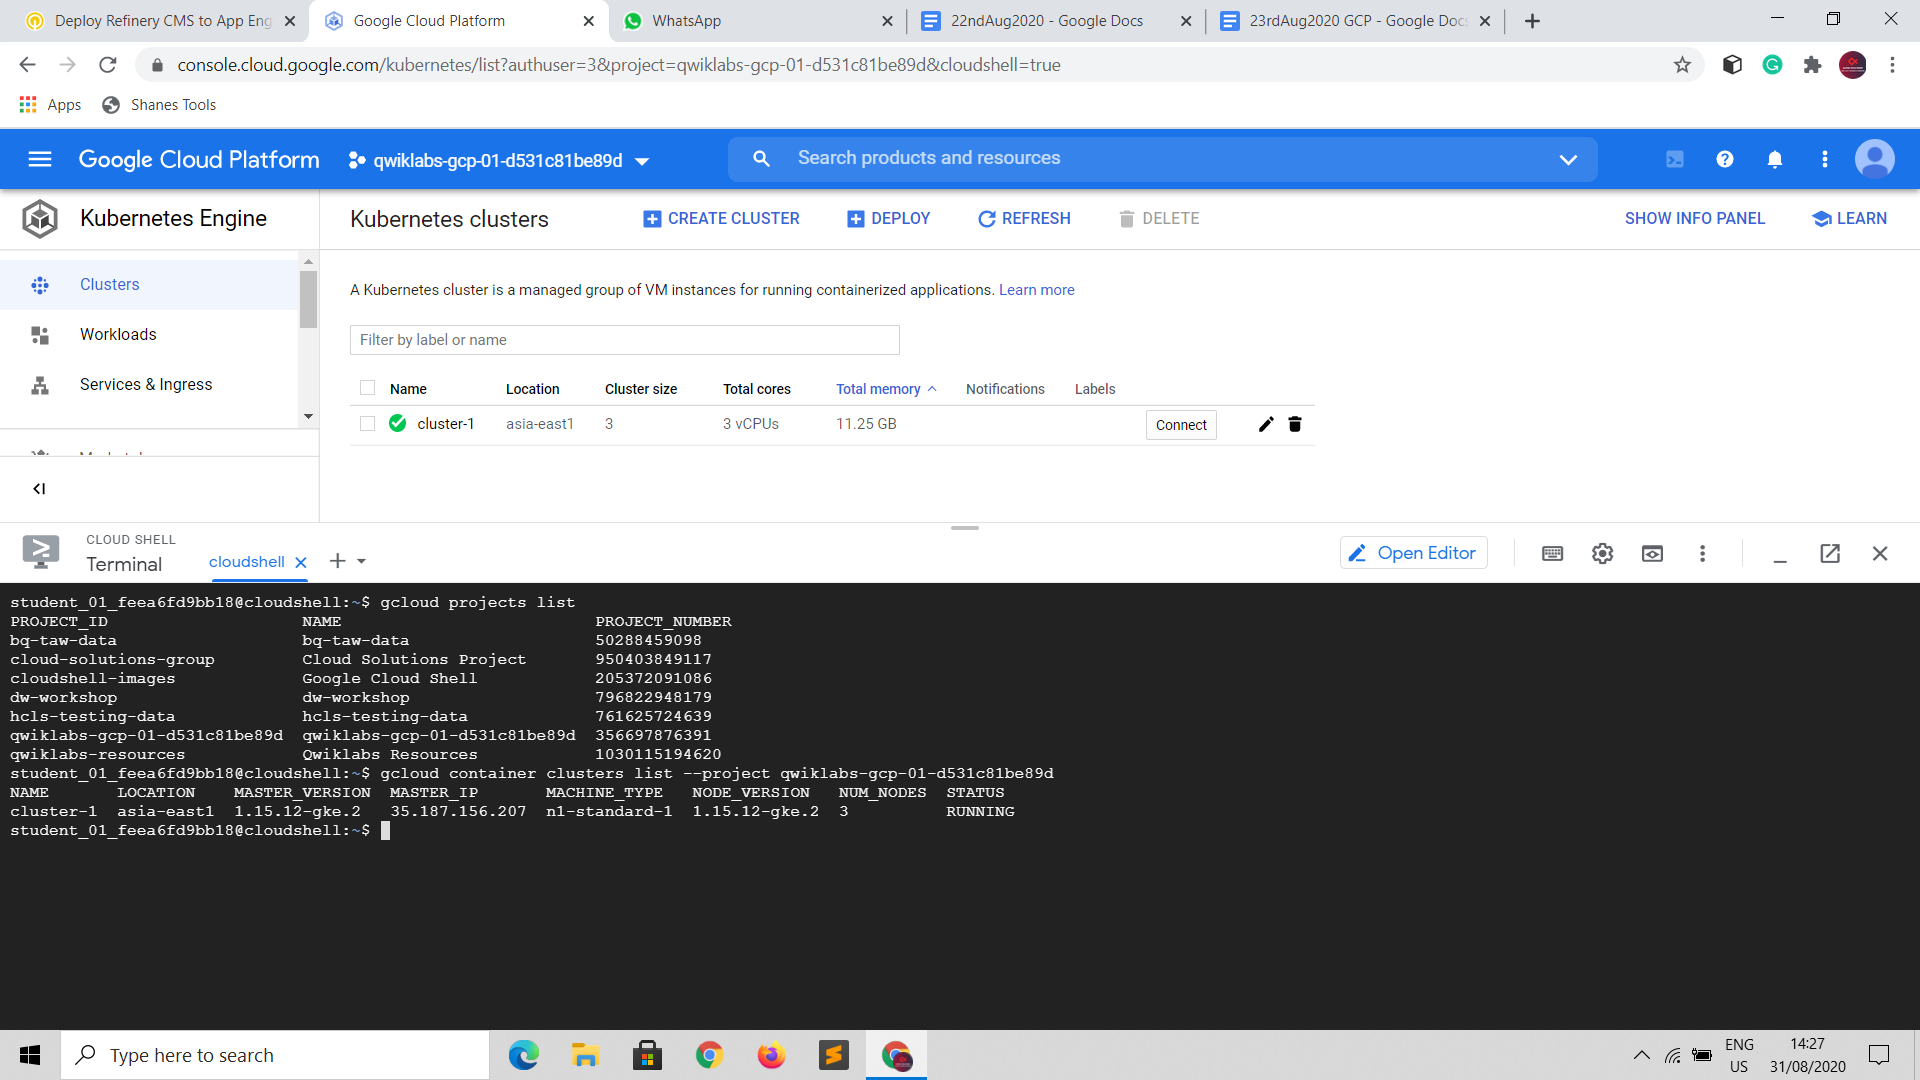 Deploy Refinery CMS to App Eng
Google Cloud Platform
WhatsApp
22ndAug2020 - Google Docs
23rdAug2020 GCP - Google Docs
console.cloud.google.com/kubernetes/list?authuser=3&project=qwiklabs-gcp-01-d531c81be89d&cloudshell=true
Apps
Shanes Tools
Google Cloud Platform
qwiklabs-gcp-01-d531c81be89d
Search products and resources
Kubernetes Engine
Kubernetes clusters
CREATE CLUSTER
DEPLOY
REFRESH
DELETE
SHOW INFO PANEL
LEARN
Clusters
Workloads
Services & Ingress
A Kubernetes cluster is a managed group of VM instances for running containerized applications. Learn more
Filter by label or name
Name Location Cluster size Total cores Total memory Notifications Labels
cluster-1 asia-east1 3 3 vCPUs 11.25 GB Connect
CLOUD SHELL
Terminal
cloudshell
Open Editor
student_01_feea6fd9bb18@cloudshell:~$ gcloud projects list
PROJECT_ID NAME PROJECT_NUMBER
bq-taw-data bq-taw-data 50288459098
cloud-solutions-group Cloud Solutions Project 950403849117
cloudshell-images Google Cloud Shell 205372091086
dw-workshop dw-workshop 796822948179
hcls-testing-data hcls-testing-data 761625724639
qwiklabs-gcp-01-d531c81be89d qwiklabs-gcp-01-d531c81be89d 356697876391
qwiklabs-resources Qwiklabs Resources 1030115194620
student_01_feea6fd9bb18@cloudshell:~$ gcloud container clusters list --project qwiklabs-gcp-01-d531c81be89d
NAME LOCATION MASTER_VERSION MASTER_IP MACHINE_TYPE NODE_VERSION NUM_NODES STATUS
cluster-1 asia-east1 1.15.12-gke.2 35.187.156.207 n1-standard-1 1.15.12-gke.2 3 RUNNING
student_01_feea6fd9bb18@cloudshell:~$
Type here to search
ENG
US
14:27
31/08/2020